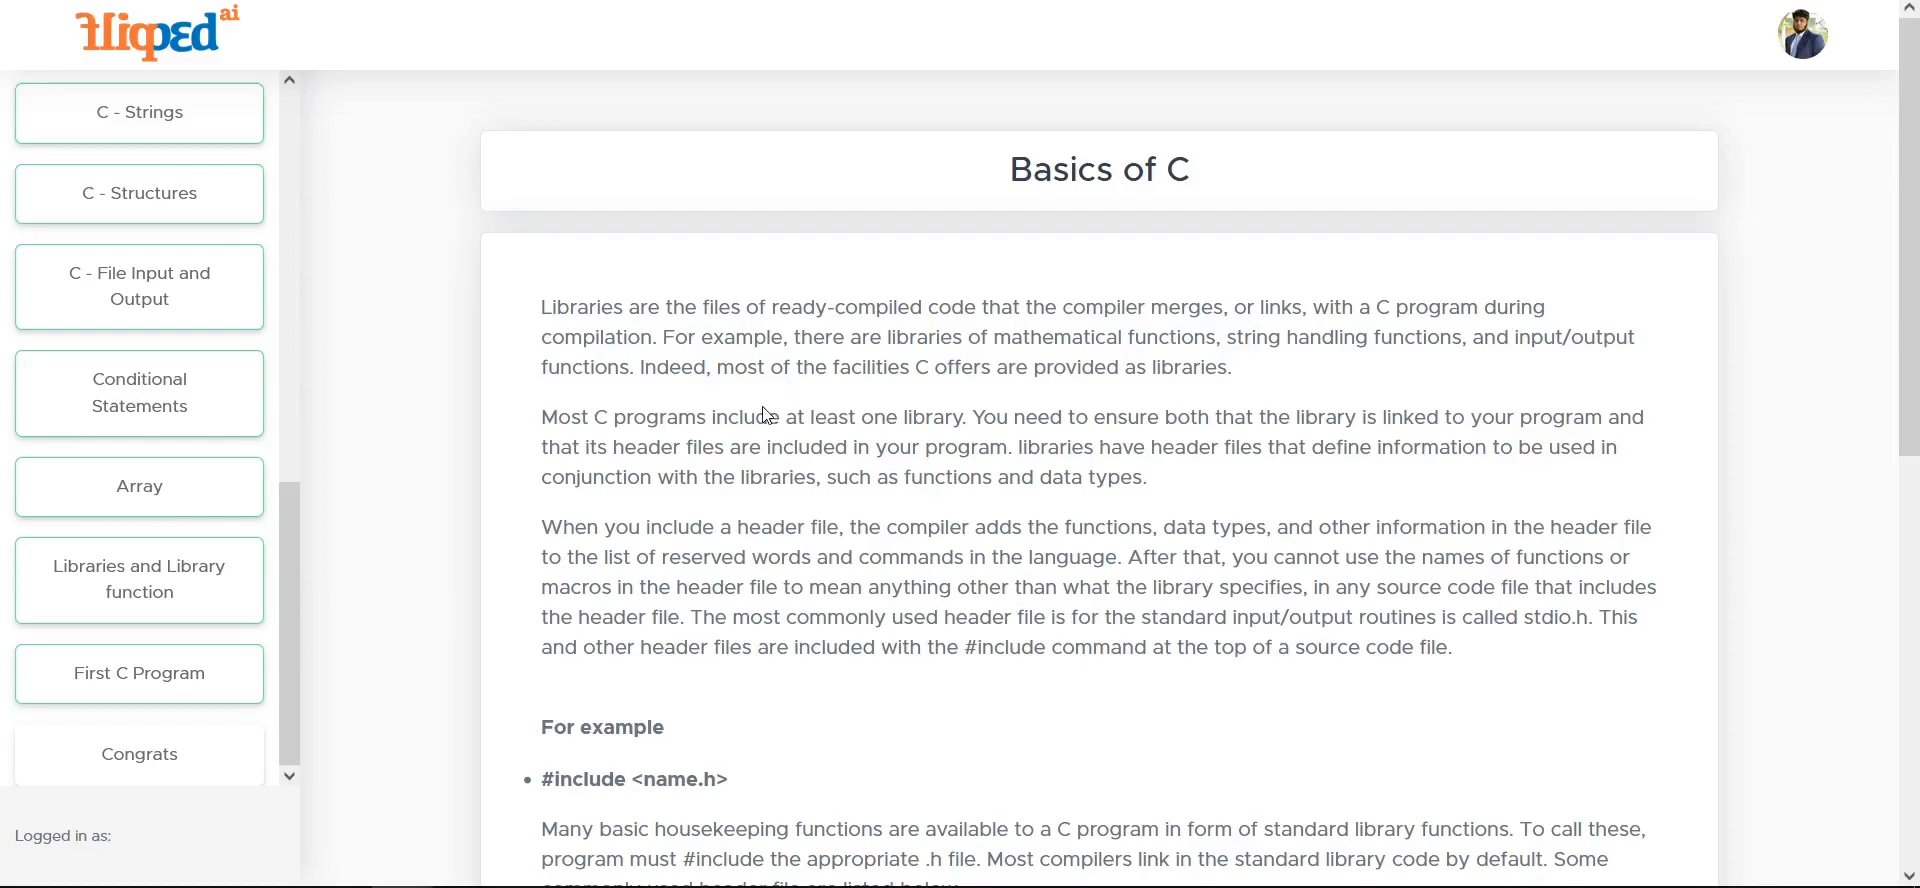 fliqped ai
C - Strings
C - Structures
C - File Input and
Output
Conditional
Statements
Array
Libraries and Library
function
First C Program
Congrats
Logged in as:
Basics of C
Libraries are the files of ready-compiled code that the compiler merges, or links, with a C program during
compilation. For example, there are libraries of mathematical functions, string handling functions, and input/output
functions. Indeed, most of the facilities C offers are provided as libraries.
Most C programs include at least one library. You need to ensure both that the library is linked to your program and
that its header files are included in your program. libraries have header files that define information to be used in
conjunction with the libraries, such as functions and data types.
When you include a header file, the compiler adds the functions, data types, and other information in the header file
to the list of reserved words and commands in the language. After that, you cannot use the names of functions or
macros in the header file to mean anything other than what the library specifies, in any source code file that includes
the header file. The most commonly used header file is for the standard input/output routines is called stdio.h. This
and other header files are included with the #include command at the top of a source code file.
For example
• #include <name.h>
Many basic housekeeping functions are available to a C program in form of standard library functions. To call these,
program must #include the appropriate .h file. Most compilers link in the standard library code by default. Some
commonly used header file are listed below